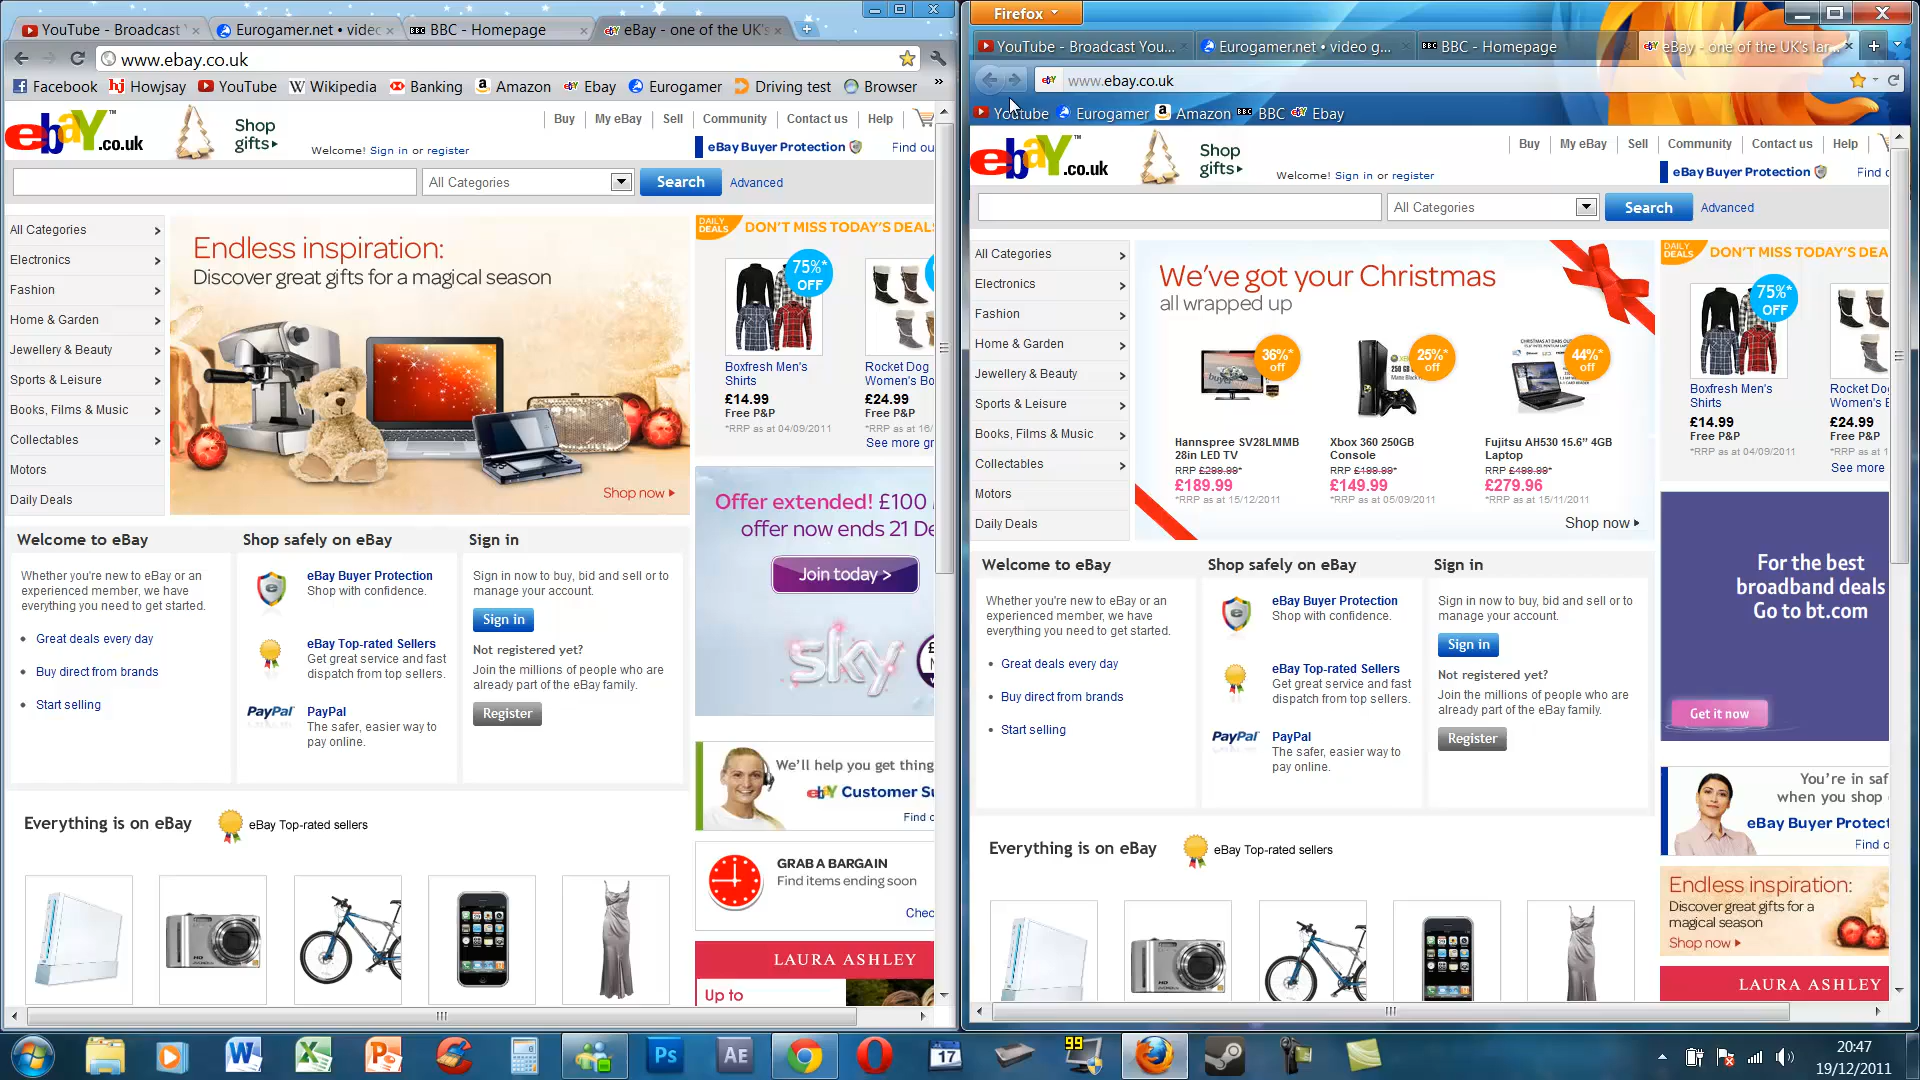 YouTube - Broadcast
Eurogamer.net • video
BBC - Homepage
eBay - one of the UK's
www.ebay.co.uk
Facebook
Howjsay
YouTube
Wikipedia
Banking
Amazon
Ebay
Eurogamer
Driving test
Browser
»
ebaY.co.uk™
Shop gifts
Welcome! Sign in or register
Buy
My eBay
Sell
Community
Contact us
Help
eBay Buyer Protection
Find ou
All Categories
Search
Advanced
All Categories
Electronics
Fashion
Home & Garden
Jewellery & Beauty
Sports & Leisure
Books, Films & Music
Collectables
Motors
Daily Deals
Endless inspiration:
Discover great gifts for a magical season
Shop now
DAILY DEALS
DON'T MISS TODAY'S DEALS
75%* OFF
Boxfresh Men's
Shirts
£14.99
Free P&P
*RRP as at 04/09/2011
Rocket Dog
Women's Bo
£24.99
Free P&P
*RRP as at 16/
See more gr
Offer extended! £100
offer now ends 21 De
Join today >
sky
Welcome to eBay
Whether you're new to eBay or an
experienced member, we have
everything you need to get started.
Great deals every day
Buy direct from brands
Start selling
Shop safely on eBay
eBay Buyer Protection
Shop with confidence.
eBay Top-rated Sellers
Get great service and fast
dispatch from top sellers.
PayPal
PayPal
The safer, easier way to
pay online.
Sign in
Sign in now to buy, bid and sell or to
manage your account.
Sign in
Not registered yet?
Join the millions of people who are
already part of the eBay family.
Register
We'll help you get thing
ebaY Customer Su
Find o
GRAB A BARGAIN
Find items ending soon
Chec
LAURA ASHLEY
Up to
Everything is on eBay
eBay Top-rated sellers
Firefox
YouTube - Broadcast You...
Eurogamer.net • video g...
BBC - Homepage
eBay - one of the UK's lar...
www.ebay.co.uk
Youtube
Eurogamer
Amazon
BBC
Ebay
ebaY.co.uk™
Shop gifts
Welcome! Sign in or register
Buy
My eBay
Sell
Community
Contact us
Help
eBay Buyer Protection
Find o
All Categories
Search
Advanced
All Categories
Electronics
Fashion
Home & Garden
Jewellery & Beauty
Sports & Leisure
Books, Films & Music
Collectables
Motors
Daily Deals
We've got your Christmas
all wrapped up
36%* off
25%* off
44%* off
Hannspree SV28LMMB
28in LED TV
RRP £299.99*
£189.99
*RRP as at 15/12/2011
Xbox 360 250GB
Console
RRP £199.99*
£149.99
*RRP as at 05/09/2011
Fujitsu AH530 15.6" 4GB
Laptop
RRP £499.99*
£279.96
*RRP as at 15/11/2011
Shop now
DAILY DEALS
DON'T MISS TODAY'S DEA
75%* OFF
Boxfresh Men's
Shirts
£14.99
Free P&P
*RRP as at 04/09/2011
Rocket Dog
Women's E
£24.99
Free P&P
*RRP as at 1
See more
For the best
broadband deals
Go to bt.com
Get it now
Welcome to eBay
Whether you're new to eBay or an
experienced member, we have
everything you need to get started.
Great deals every day
Buy direct from brands
Start selling
Shop safely on eBay
eBay Buyer Protection
Shop with confidence.
eBay Top-rated Sellers
Get great service and fast
dispatch from top sellers.
PayPal
PayPal
The safer, easier way to
pay online.
Sign in
Sign in now to buy, bid and sell or to
manage your account.
Sign in
Not registered yet?
Join the millions of people who are
already part of the eBay family.
Register
You're in saf
when you shop
eBay Buyer Protect
Find o
Endless inspiration:
Discover great gifts for a
magical season
Shop now
LAURA ASHLEY
Everything is on eBay
eBay Top-rated sellers
Ps
AE
17
99
20:47
19/12/2011